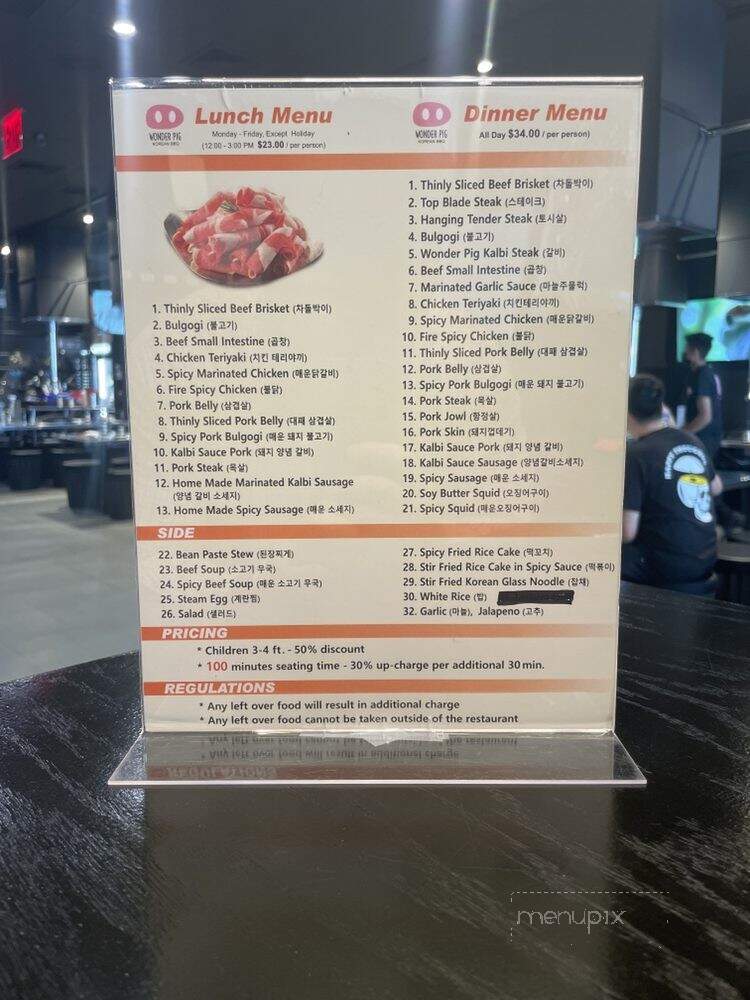 WONDER PIG
KOREAN BBQ
Lunch Menu
Monday - Friday, Except Holiday
(12:00 - 3:00 PM $23.00 / per person)
1. Thinly Sliced Beef Brisket (차돌박이)
2. Bulgogi (불고기)
3. Beef Small Intestine (곱창)
4. Chicken Teriyaki (치킨 테리야끼)
5. Spicy Marinated Chicken (매운닭갈비)
6. Fire Spicy Chicken (불닭)
7. Pork Belly (삼겹살)
8. Thinly Sliced Pork Belly (대패 삼겹살)
9. Spicy Pork Bulgogi (매운 돼지 불고기)
10. Kalbi Sauce Pork (돼지 양념 갈비)
11. Pork Steak (목살)
12. Home Made Marinated Kalbi Sausage
(양념 갈비 소세지)
13. Home Made Spicy Sausage (매운 소세지)
WONDER PIG
KOREAN BBQ
Dinner Menu
All Day $34.00 / per person)
1. Thinly Sliced Beef Brisket (차돌박이)
2. Top Blade Steak (스테이크)
3. Hanging Tender Steak (토시살)
4. Bulgogi (불고기)
5. Wonder Pig Kalbi Steak (갈비)
6. Beef Small Intestine (곱창)
7. Marinated Garlic Sauce (마늘주물럭)
8. Chicken Teriyaki (치킨테리야끼)
9. Spicy Marinated Chicken (매운닭갈비)
10. Fire Spicy Chicken (불닭)
11. Thinly Sliced Pork Belly (대패 삼겹살)
12. Pork Belly (삼겹살)
13. Spicy Pork Bulgogi (매운 돼지 불고기)
14. Pork Steak (목살)
15. Pork Jowl (항정살)
16. Pork Skin (돼지껍데기)
17. Kalbi Sauce Pork (돼지 양념 갈비)
18. Kalbi Sauce Sausage (양념갈비소세지)
19. Spicy Sausage (매운 소세지)
20. Soy Butter Squid (오징어구이)
21. Spicy Squid (매운오징어구이)
SIDE
22. Bean Paste Stew (된장찌게)
23. Beef Soup (소고기 무국)
24. Spicy Beef Soup (매운 소고기 무국)
25. Steam Egg (계란찜)
26. Salad (샐러드)
27. Spicy Fried Rice Cake (떡꼬치)
28. Stir Fried Rice Cake in Spicy Sauce (떡볶이)
29. Stir Fried Korean Glass Noodle (잡채)
30. White Rice (밥)
32. Garlic (마늘), Jalapeno (고추)
PRICING
* Children 3-4 ft. - 50% discount
* 100 minutes seating time - 30% up-charge per additional 30 min.
REGULATIONS
* Any left over food will result in additional charge
* Any left over food cannot be taken outside of the restaurant
menupix